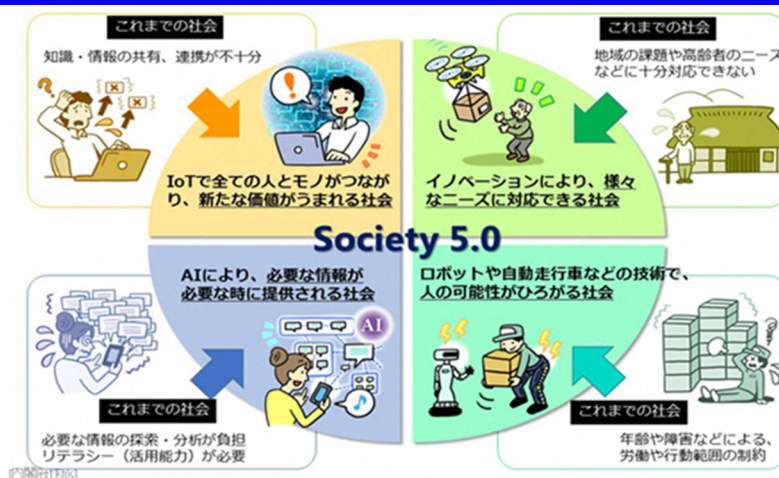 これまでの社会
知識・情報の共有、連携が不十分
IoTで全ての人とモノがつなが
り、新たな価値がうまれる社会
これまでの社会
地域の課題や高齢者のニーズ
などに十分対応できない
イノベーションにより、様々
なニーズに対応できる社会
Society 5.0
AIにより、必要な情報が
必要な時に提供される社会
AI
これまでの社会
必要な情報の探索・分析が負担
リテラシー（活用能力）が必要
ロボットや自動走行車などの技術で、
人の可能性がひろがる社会
これまでの社会
年齢や障害などによる、
労働や行動範囲の制約
[内閣府作成]